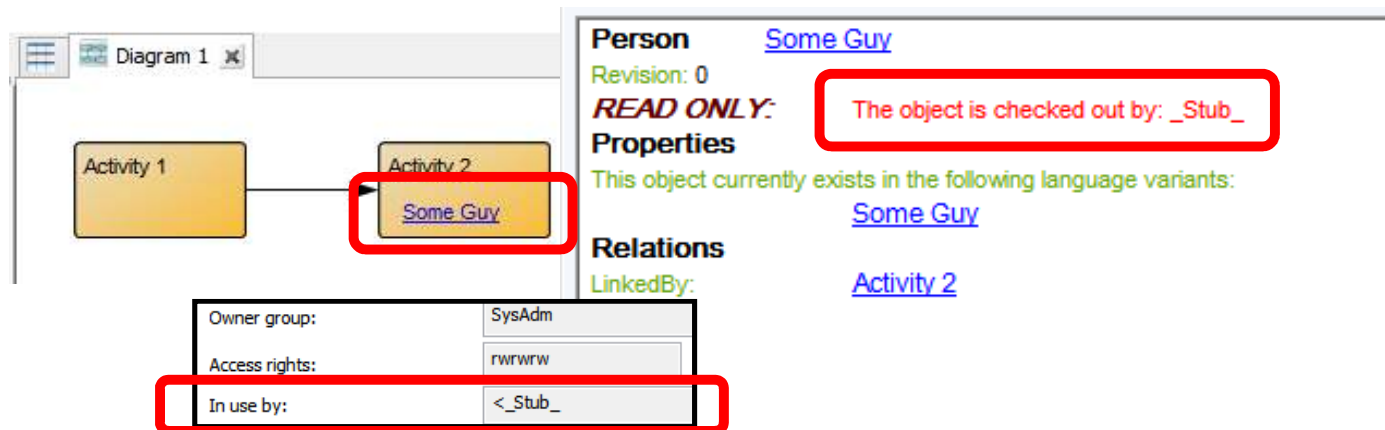 Diagram 1
Activity 1
Activity 2
Some Guy
Person Some Guy
Revision: 0
READ ONLY: The object is checked out by: _Stub_
Properties
This object currently exists in the following language variants:
Some Guy
Relations
LinkedBy: Activity 2
Owner group: SysAdm
Access rights: rwrwrw
In use by: <_Stub_